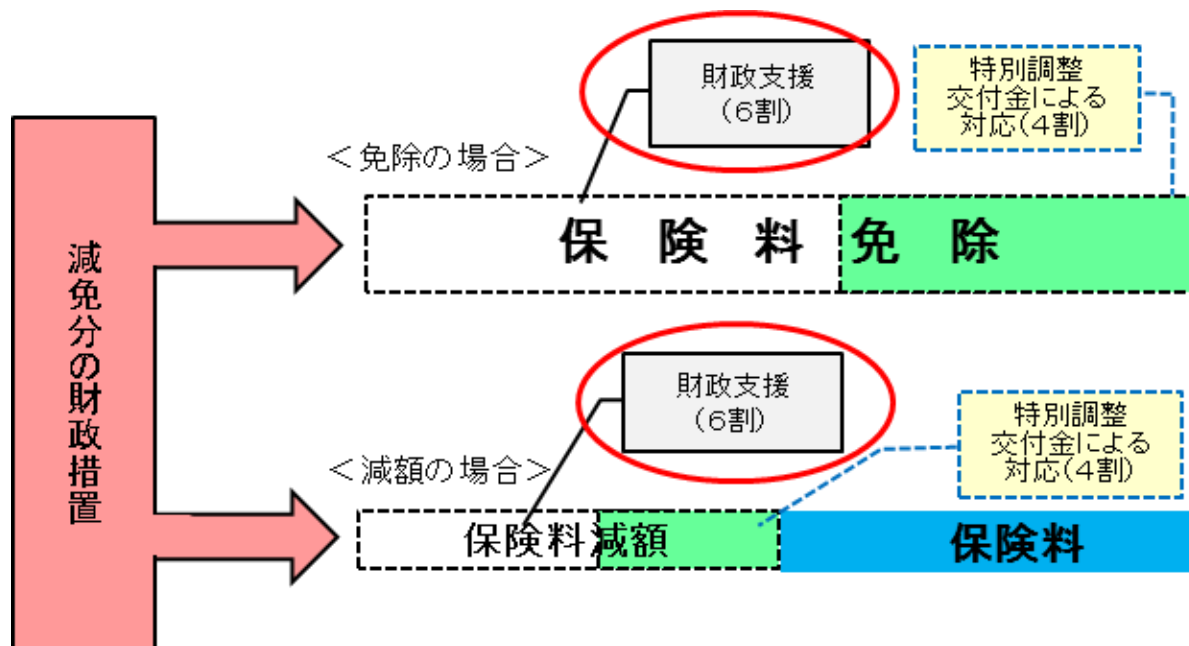 減免分の財政措置
＜免除の場合＞
財政支援
（６割）
特別調整
交付金による
対応（４割）
保険料免除
＜減額の場合＞
財政支援
（６割）
特別調整
交付金による
対応（４割）
保険料減額
保険料